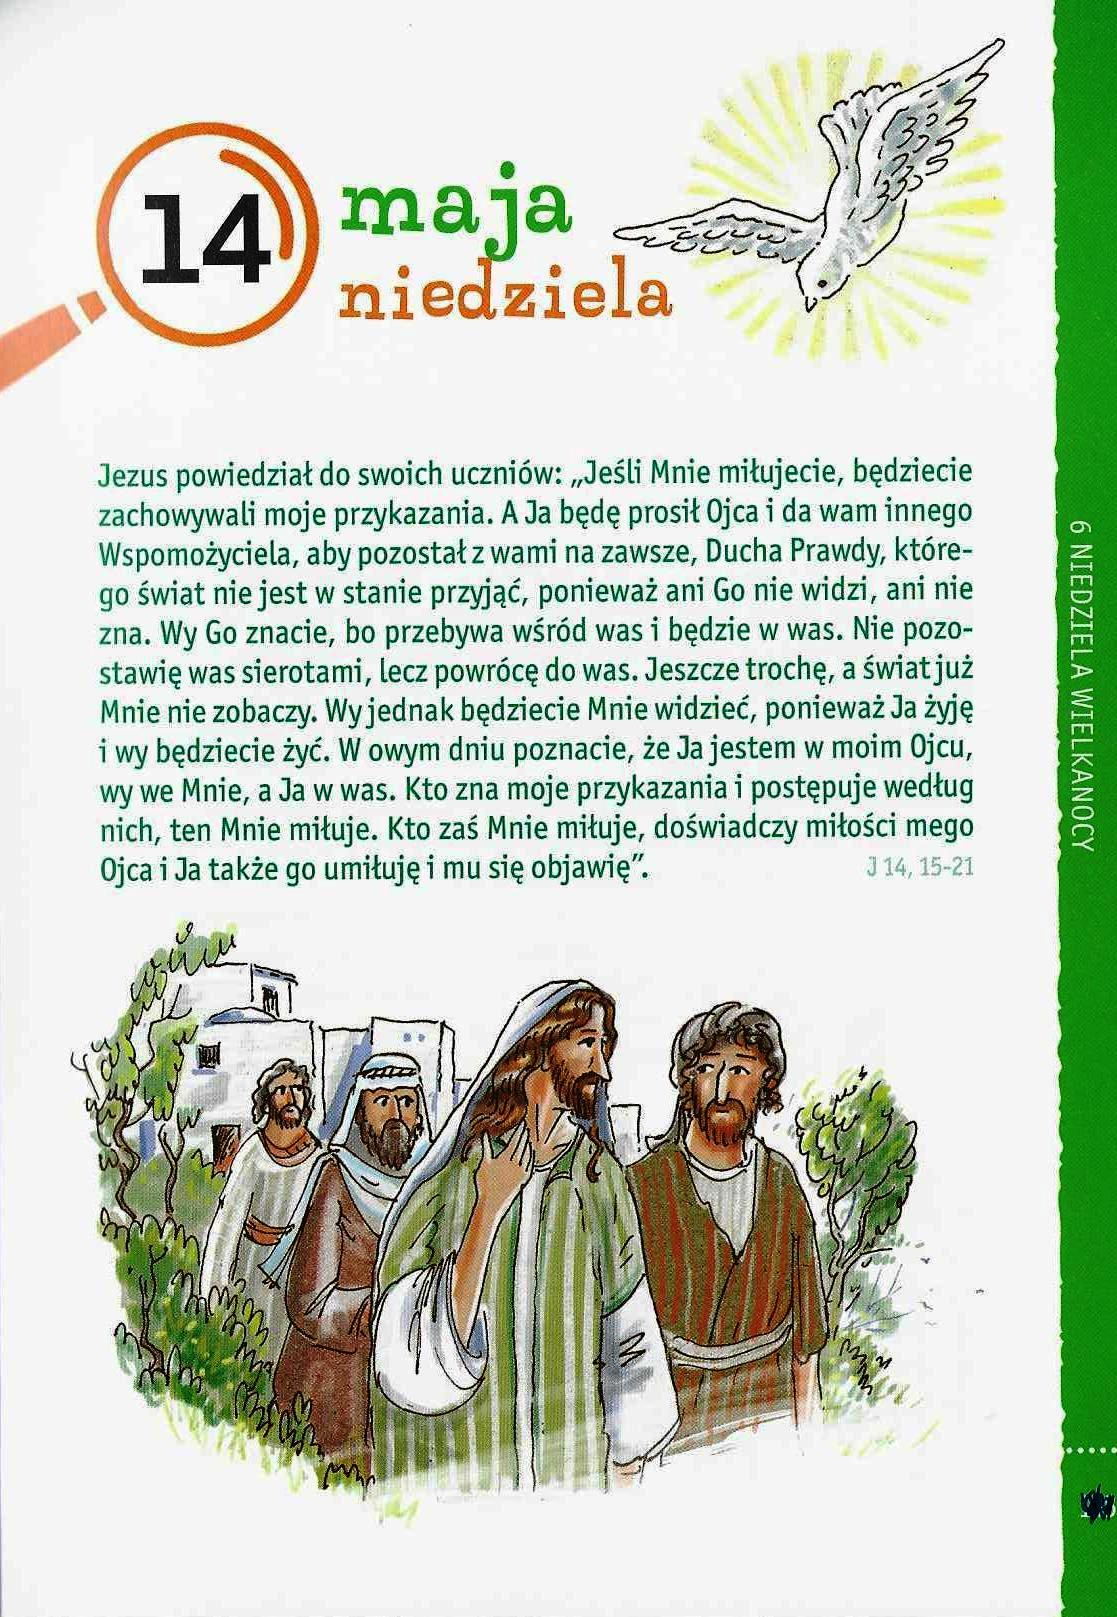 14
maja
niedziela
Jezus powiedział do swoich uczniów: „Jeśli Mnie miłujecie, będziecie
zachowywali moje przykazania. A Ja będę prosił Ojca i da wam innego
Wspomożyciela, aby pozostał z wami na zawsze, Ducha Prawdy, które-
go świat nie jest w stanie przyjąć, ponieważ ani Go nie widzi, ani nie
zna. Wy Go znacie, bo przebywa wśród was i będzie w was. Nie pozo-
stawię was sierotami, lecz powrócę do was. Jeszcze trochę, a świat już
Mnie nie zobaczy. Wy jednak będziecie Mnie widzieć, ponieważ Ja żyję
i wy będziecie żyć. W owym dniu poznacie, że Ja jestem w moim Ojcu,
wy we Mnie, a Ja w was. Kto zna moje przykazania i postępuje według
nich, ten Mnie miłuje. Kto zaś Mnie miłuje, doświadczy miłości mego
Ojca i Ja także go umiłuję i mu się objawię”.
J 14, 15-21
6 NIEDZIELA WIELKANOCY